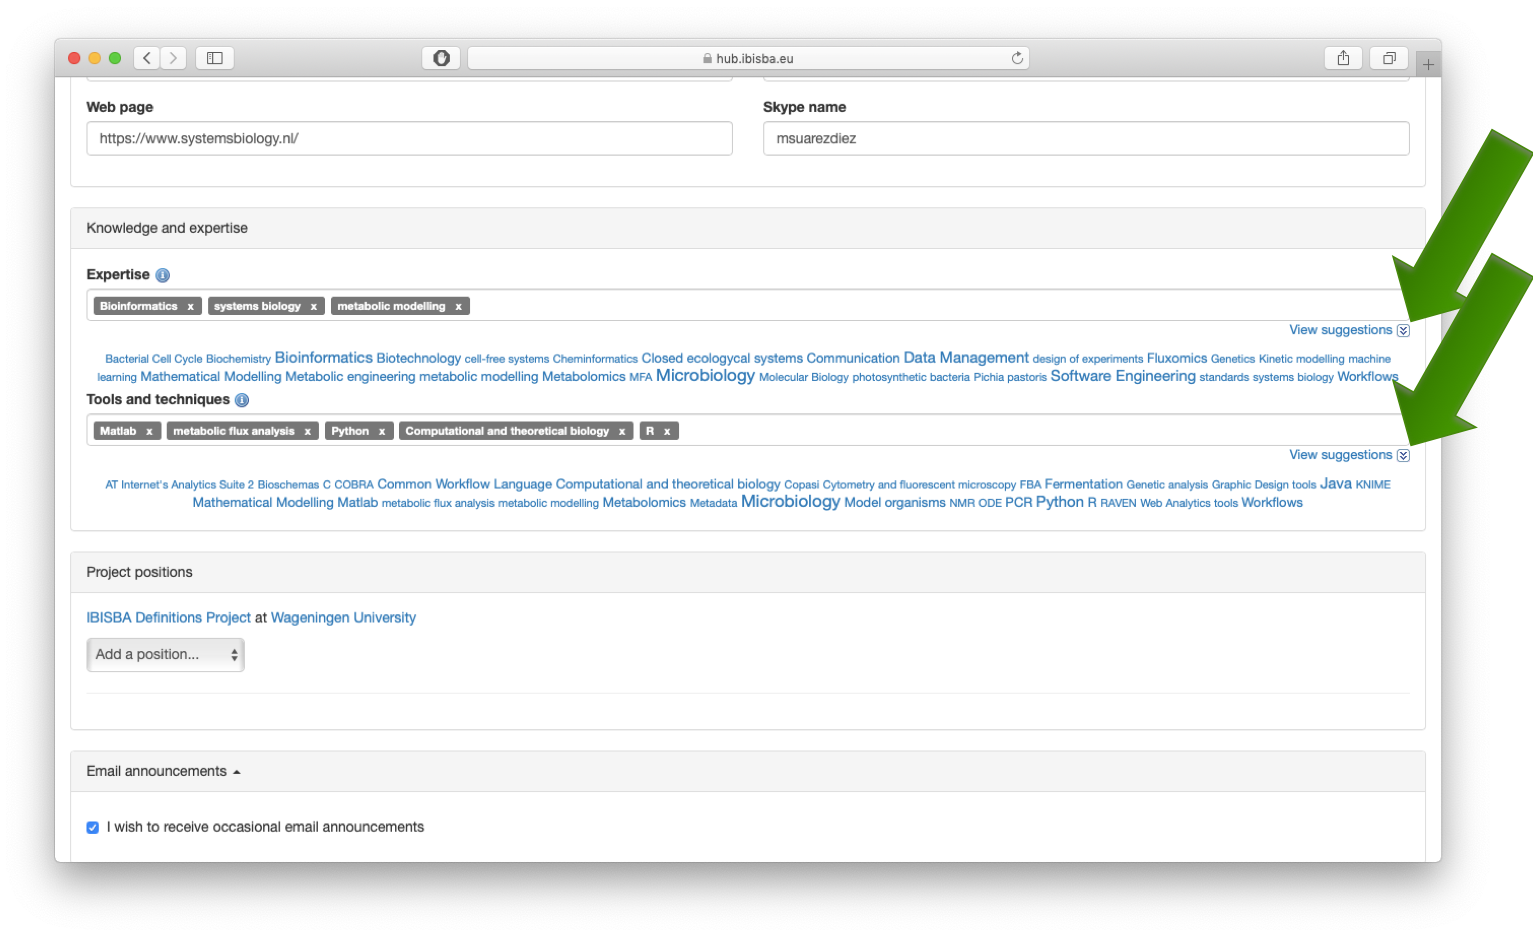 hub.ibisba.eu
Web page
Skype name
https://www.systemsbiology.nl/
msuarezdiez
Knowledge and expertise
Expertise
Bioinformatics x systems biology x metabolic modelling x
View suggestions
Bacterial Cell Cycle Biochemistry Bioinformatics Biotechnology cell-free systems Cheminformatics Closed ecologycal systems Communication Data Management design of experiments Fluxomics Genetics Kinetic modelling machine
learning Mathematical Modelling Metabolic engineering metabolic modelling Metabolomics MFA Microbiology Molecular Biology photosynthetic bacteria Pichia pastoris Software Engineering standards systems biology Workflows
Tools and techniques
Matlab x metabolic flux analysis x Python x Computational and theoretical biology x R x
View suggestions
AT Internet's Analytics Suite 2 Bioschemas C COBRA Common Workflow Language Computational and theoretical biology Copasi Cytometry and fluorescent microscopy FBA Fermentation Genetic analysis Graphic Design tools Java KNIME
Mathematical Modelling Matlab metabolic flux analysis metabolic modelling Metabolomics Metadata Microbiology Model organisms NMR ODE PCR Python R RAVEN Web Analytics tools Workflows
Project positions
IBISBA Definitions Project at Wageningen University
Add a position...
Email announcements
I wish to receive occasional email announcements